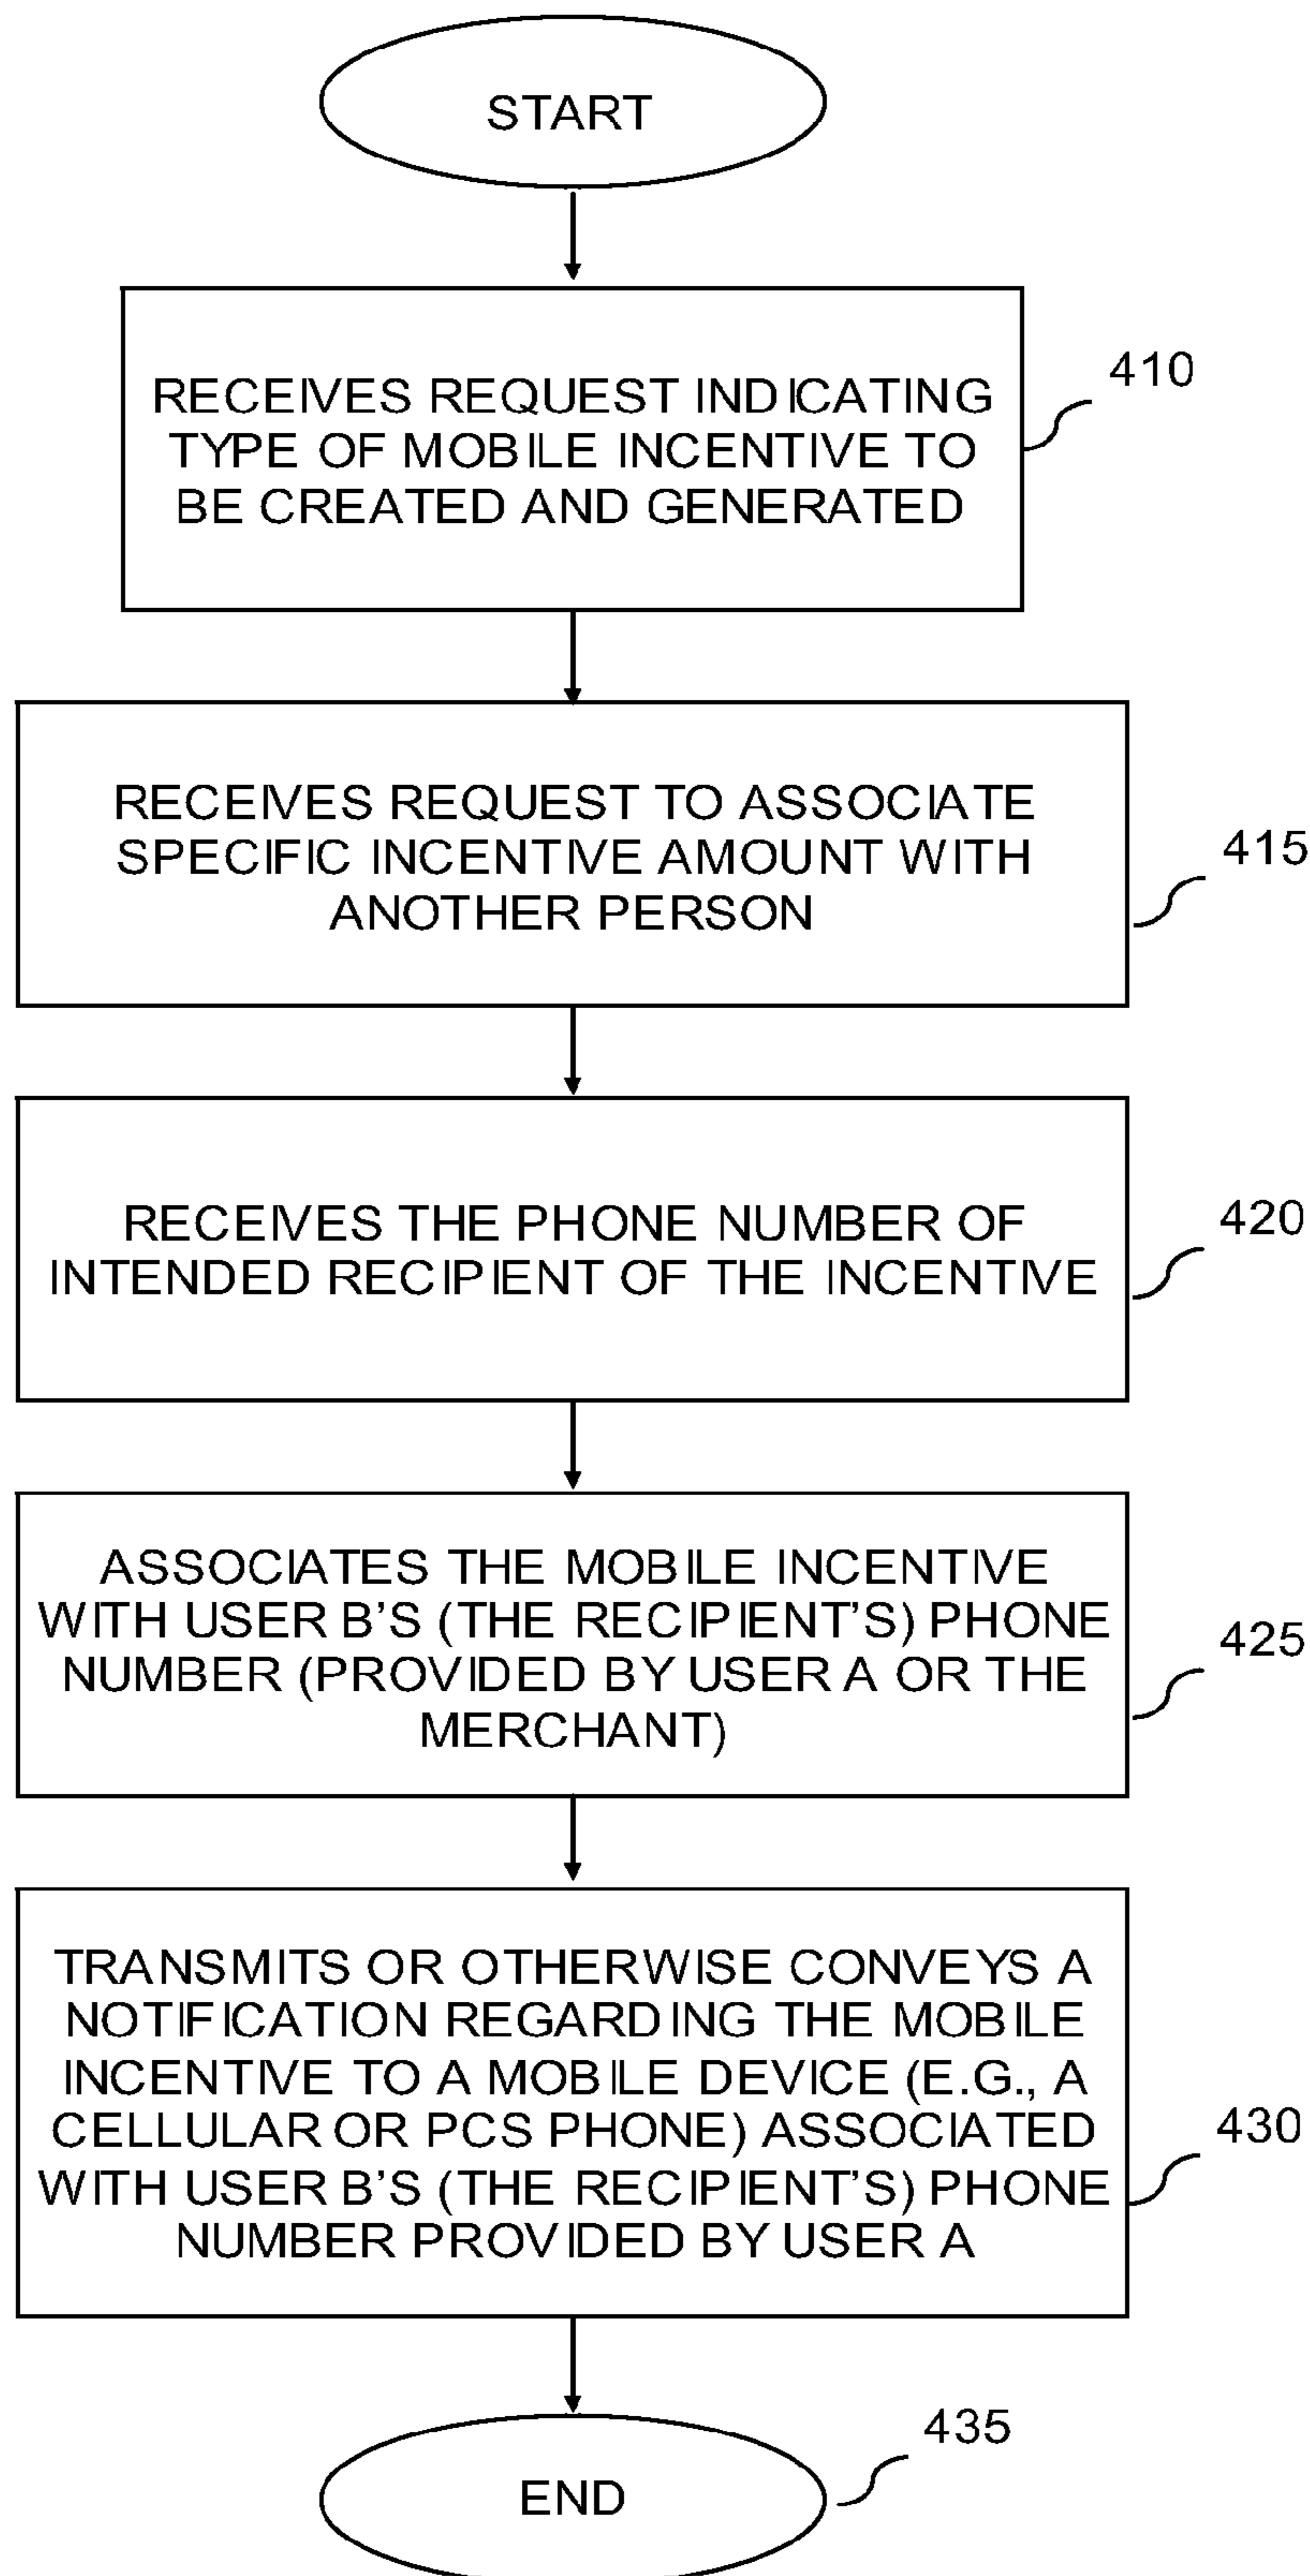 START
RECEIVES REQUEST INDICATING
TYPE OF MOBILE INCENTIVE TO
BE CREATED AND GENERATED
410
RECEIVES REQUEST TO ASSOCIATE
SPECIFIC INCENTIVE AMOUNT WITH
ANOTHER PERSON
415
RECEIVES THE PHONE NUMBER OF
INTENDED RECIPIENT OF THE INCENTIVE
420
ASSOCIATES THE MOBILE INCENTIVE
WITH USER B'S (THE RECIPIENT'S) PHONE
NUMBER (PROVIDED BY USER A OR THE
MERCHANT)
425
TRANSMITS OR OTHERWISE CONVEYS A
NOTIFICATION REGARDING THE MOBILE
INCENTIVE TO A MOBILE DEVICE (E.G., A
CELLULAR OR PCS PHONE) ASSOCIATED
WITH USER B'S (THE RECIPIENT'S) PHONE
NUMBER PROVIDED BY USER A
430
END
435